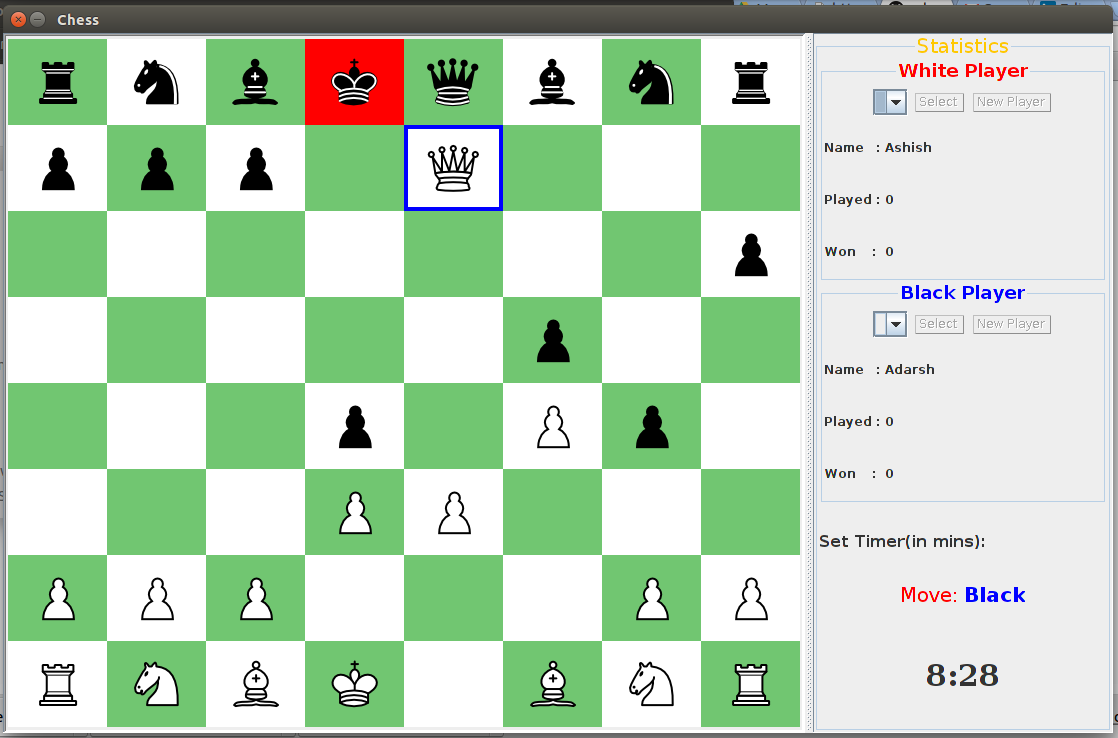 Chess
Statistics
White Player
Select New Player
Name : Ashish
Played : 0
Won : 0
Black Player
Select New Player
Name : Adarsh
Played : 0
Won : 0
Set Timer(in mins):
Move: Black
8:28